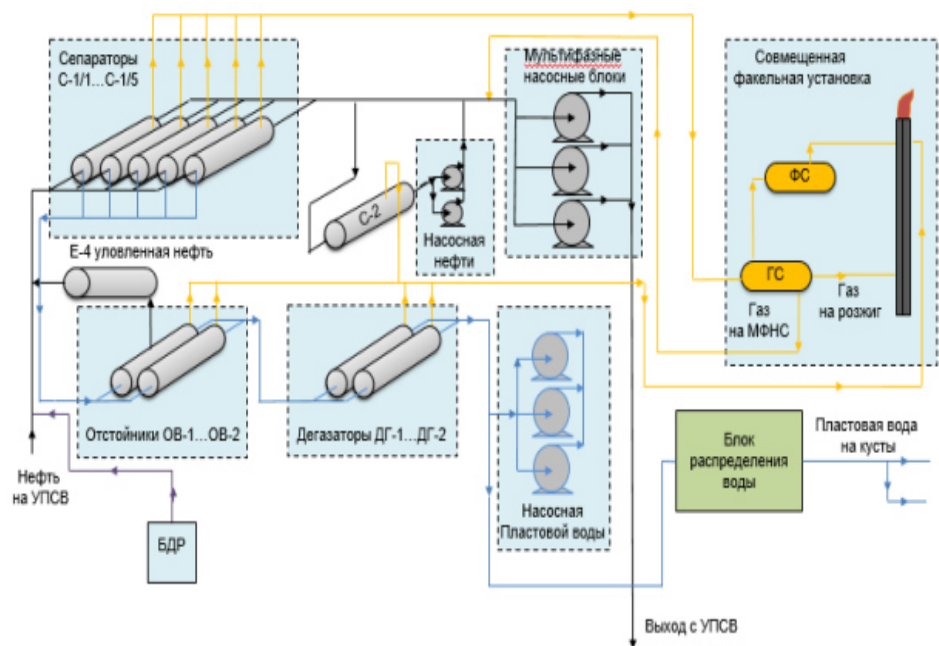 Сепараторы
С-1/1...С-1/5
Мультифазные
насосные блоки
Совмещенная
факельная установка
ФС
С-2
Насосная
нефти
Е-4 уловленная нефть
ГС
Газ
на МФНС
Газ
на розжиг
Отстойники ОВ-1...ОВ-2
Дегазаторы ДГ-1...ДГ-2
Блок
распределения
воды
Пластовая вода
на кусты
Нефть
на УПСВ
Насосная
Пластовой воды
БДР
Выход с УПСВ